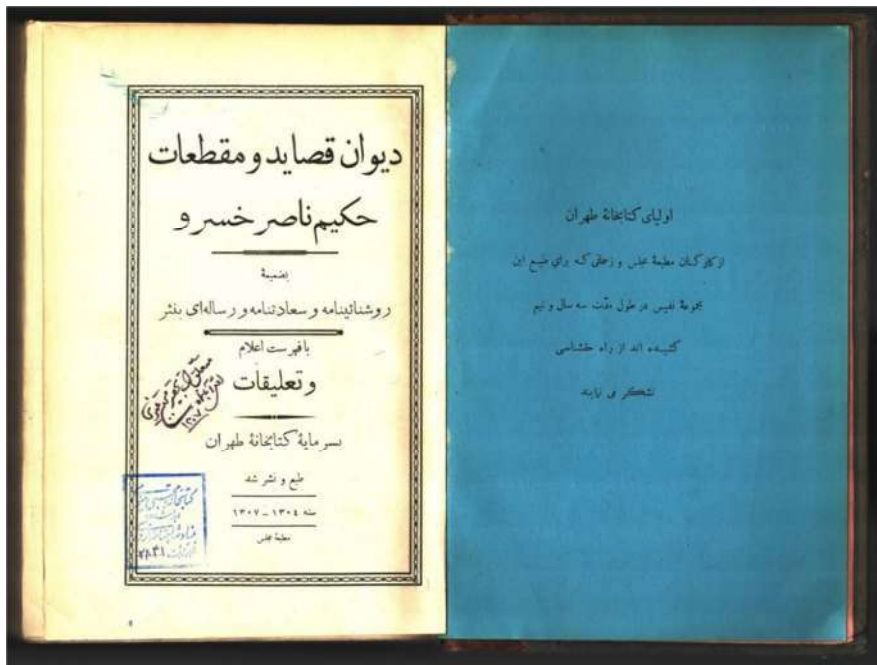 اولیای کتابخانهٔ طهران
از کارکنان مطبعهٔ مجلس و زحماتی که برای طبع این
مجموعهٔ نفیس در طول مدّت سه سال و نیم
کشیده اند از راه حقشناسی
تشکر می نمایند
دیوان قصاید و مقطعات
حکیم ناصر خسرو
بضمیمهٔ
روشنائینامه و سعادتنامه و رساله‌ای بنثر
با فهرست اعلام
و تعلیقات
بسرمایهٔ کتابخانهٔ طهران
طبع و نشر شد
سنه ۱۳۰۴ – ۱۳۰۷
مطبعهٔ مجلس
۱۳۰۷